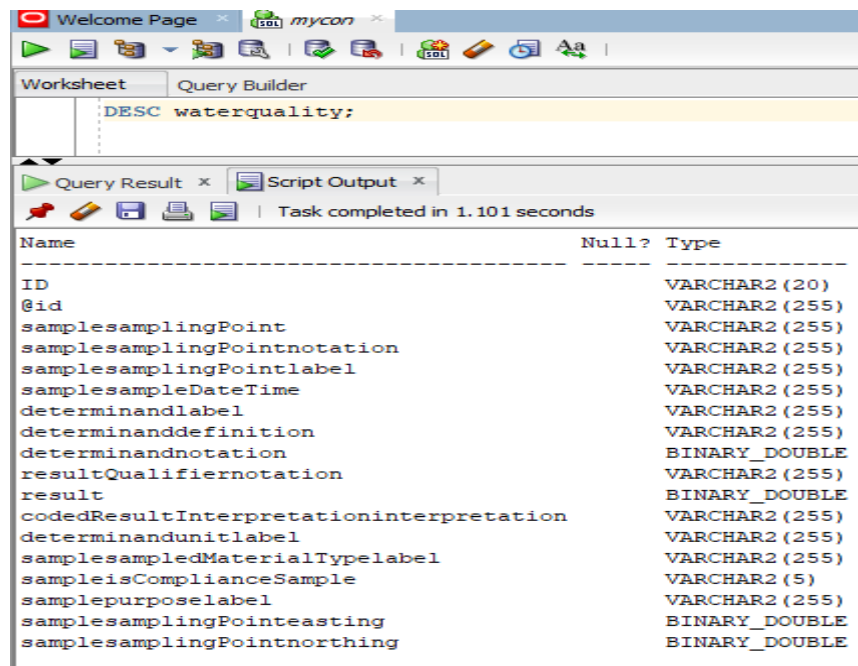 Welcome Page × mycon ×
Worksheet Query Builder
DESC waterquality;
Query Result × Script Output ×
Task completed in 1.101 seconds
Name Null? Type
---------------------------------------- ----- -------------
ID VARCHAR2(20)
@id VARCHAR2(255)
samplesamplingPoint VARCHAR2(255)
samplesamplingPointnotation VARCHAR2(255)
samplesamplingPointlabel VARCHAR2(255)
samplesampleDateTime VARCHAR2(255)
determinandlabel VARCHAR2(255)
determinanddefinition VARCHAR2(255)
determinandnotation BINARY_DOUBLE
resultQualifiernotation VARCHAR2(255)
result BINARY_DOUBLE
codedResultInterpretationinterpretation VARCHAR2(255)
determinandunitlabel VARCHAR2(255)
samplesampledMaterialTypelabel VARCHAR2(255)
sampleisComplianceSample VARCHAR2(5)
samplepurposelabel VARCHAR2(255)
samplesamplingPointeasting BINARY_DOUBLE
samplesamplingPointnorthing BINARY_DOUBLE